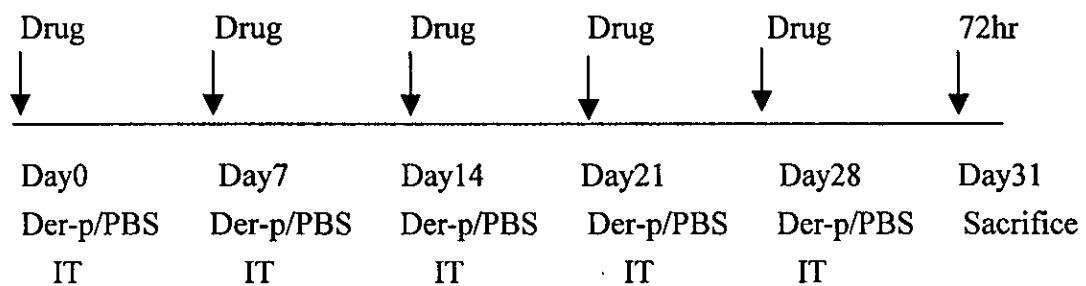 Drug Drug Drug Drug Drug 72hr
Day0 Day7 Day14 Day21 Day28 Day31
Der-p/PBS Der-p/PBS Der-p/PBS Der-p/PBS Der-p/PBS Sacrifice
IT IT IT IT IT